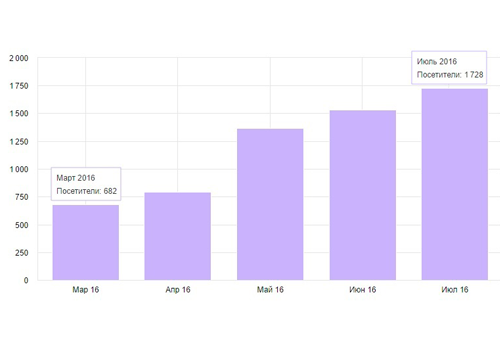 Июль 2016
Посетители: 1 728
2 000
1 750
1 500
1 250
1 000
Март 2016
Посетители: 682
750
500
250
0
Мар 16 Апр 16 Май 16 Июн 16 Июл 16